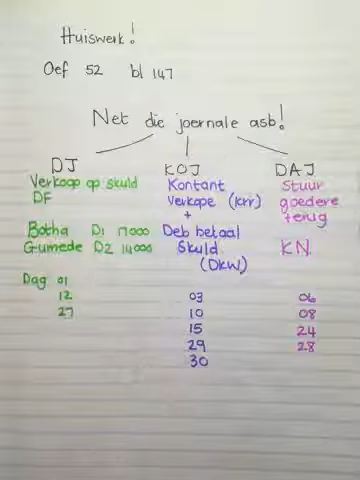 Huiswerk!
Oef 52 bl 147
Net die joernale asb!
DJ
Verkoop op skuld
DF
Botha D1 17000
Gumede D2 14000
Dag 01
12
27
KOJ
Kontant
Verkope (krr)
+
Deb betaal
Skuld
(DKW)
03
10
15
29
30
DAJ
Stuur
goedere
terug
KN
06
08
24
28